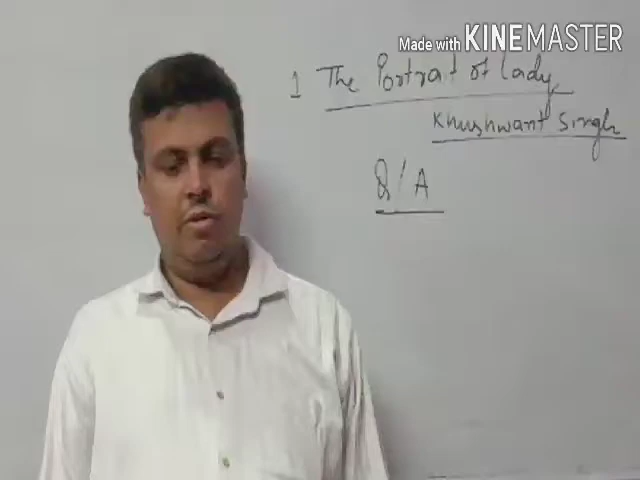 Made with KINEMASTER
1 The Portrait of Lady
Khushwant Singh
Q/A